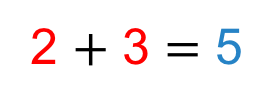 2 + 3 = 5